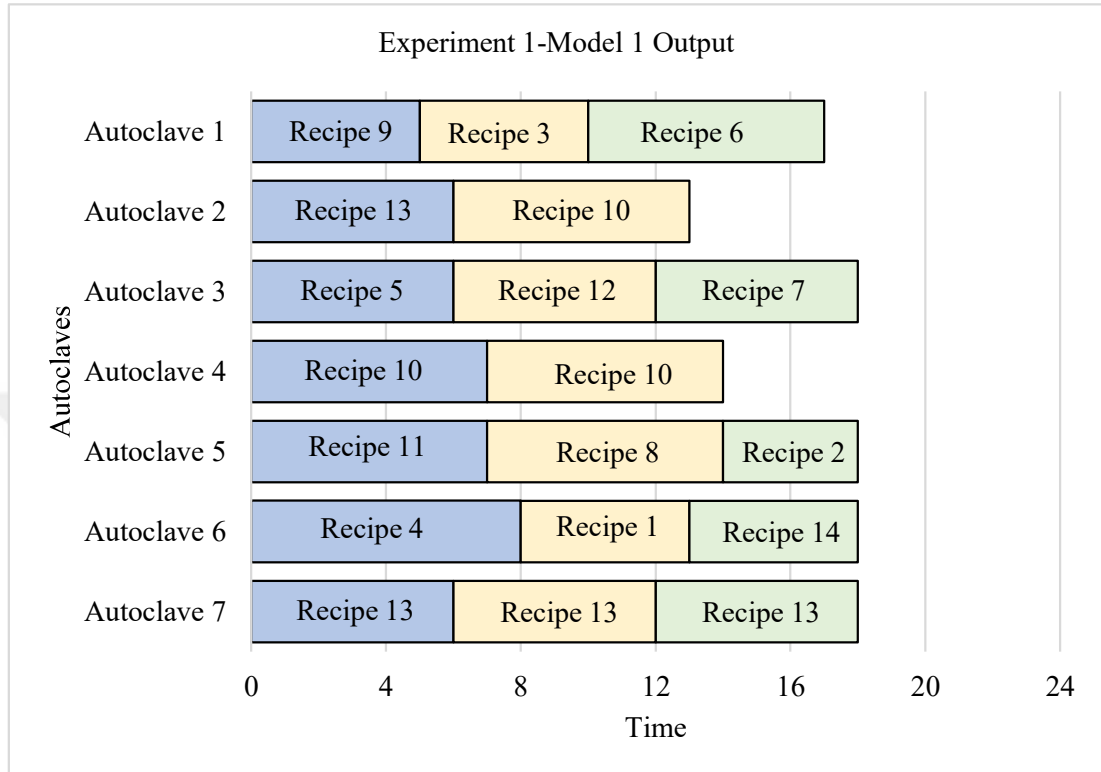 Experiment 1-Model 1 Output
Autoclaves
Autoclave 1 Recipe 9 Recipe 3 Recipe 6
Autoclave 2 Recipe 13 Recipe 10
Autoclave 3 Recipe 5 Recipe 12 Recipe 7
Autoclave 4 Recipe 10 Recipe 10
Autoclave 5 Recipe 11 Recipe 8 Recipe 2
Autoclave 6 Recipe 4 Recipe 1 Recipe 14
Autoclave 7 Recipe 13 Recipe 13 Recipe 13
0 4 8 12 16 20 24
Time